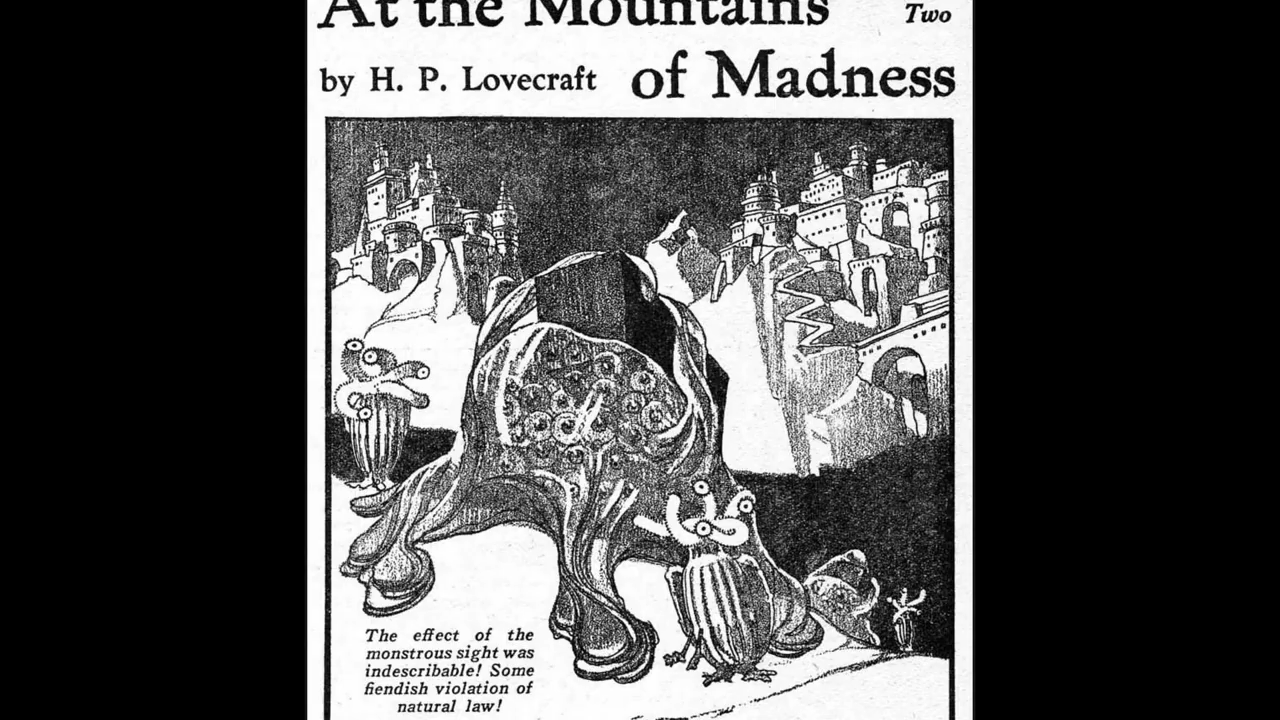 At the Mountains
Two
by H. P. Lovecraft
of Madness
The effect of the
monstrous sight was
indescribable! Some
fiendish violation of
natural law!